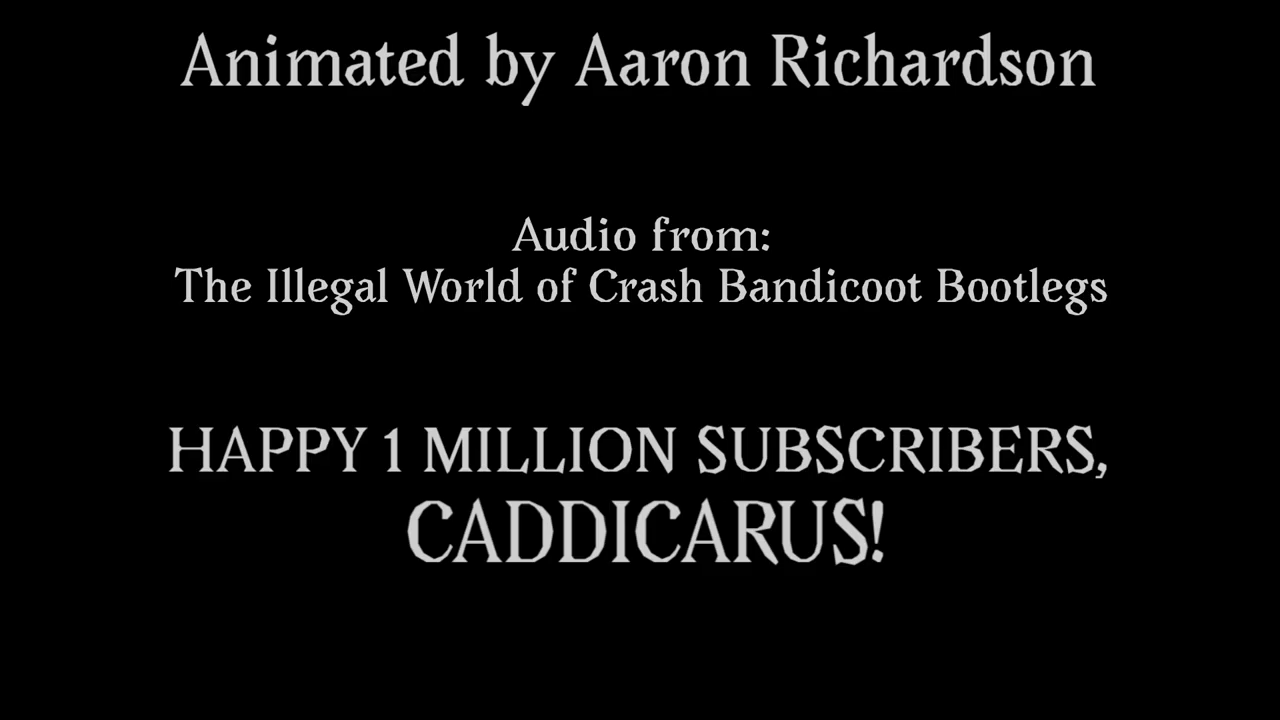 Animated by Aaron Richardson
Audio from:
The Illegal World of Crash Bandicoot Bootlegs
HAPPY 1 MILLION SUBSCRIBERS,
CADDICARUS!